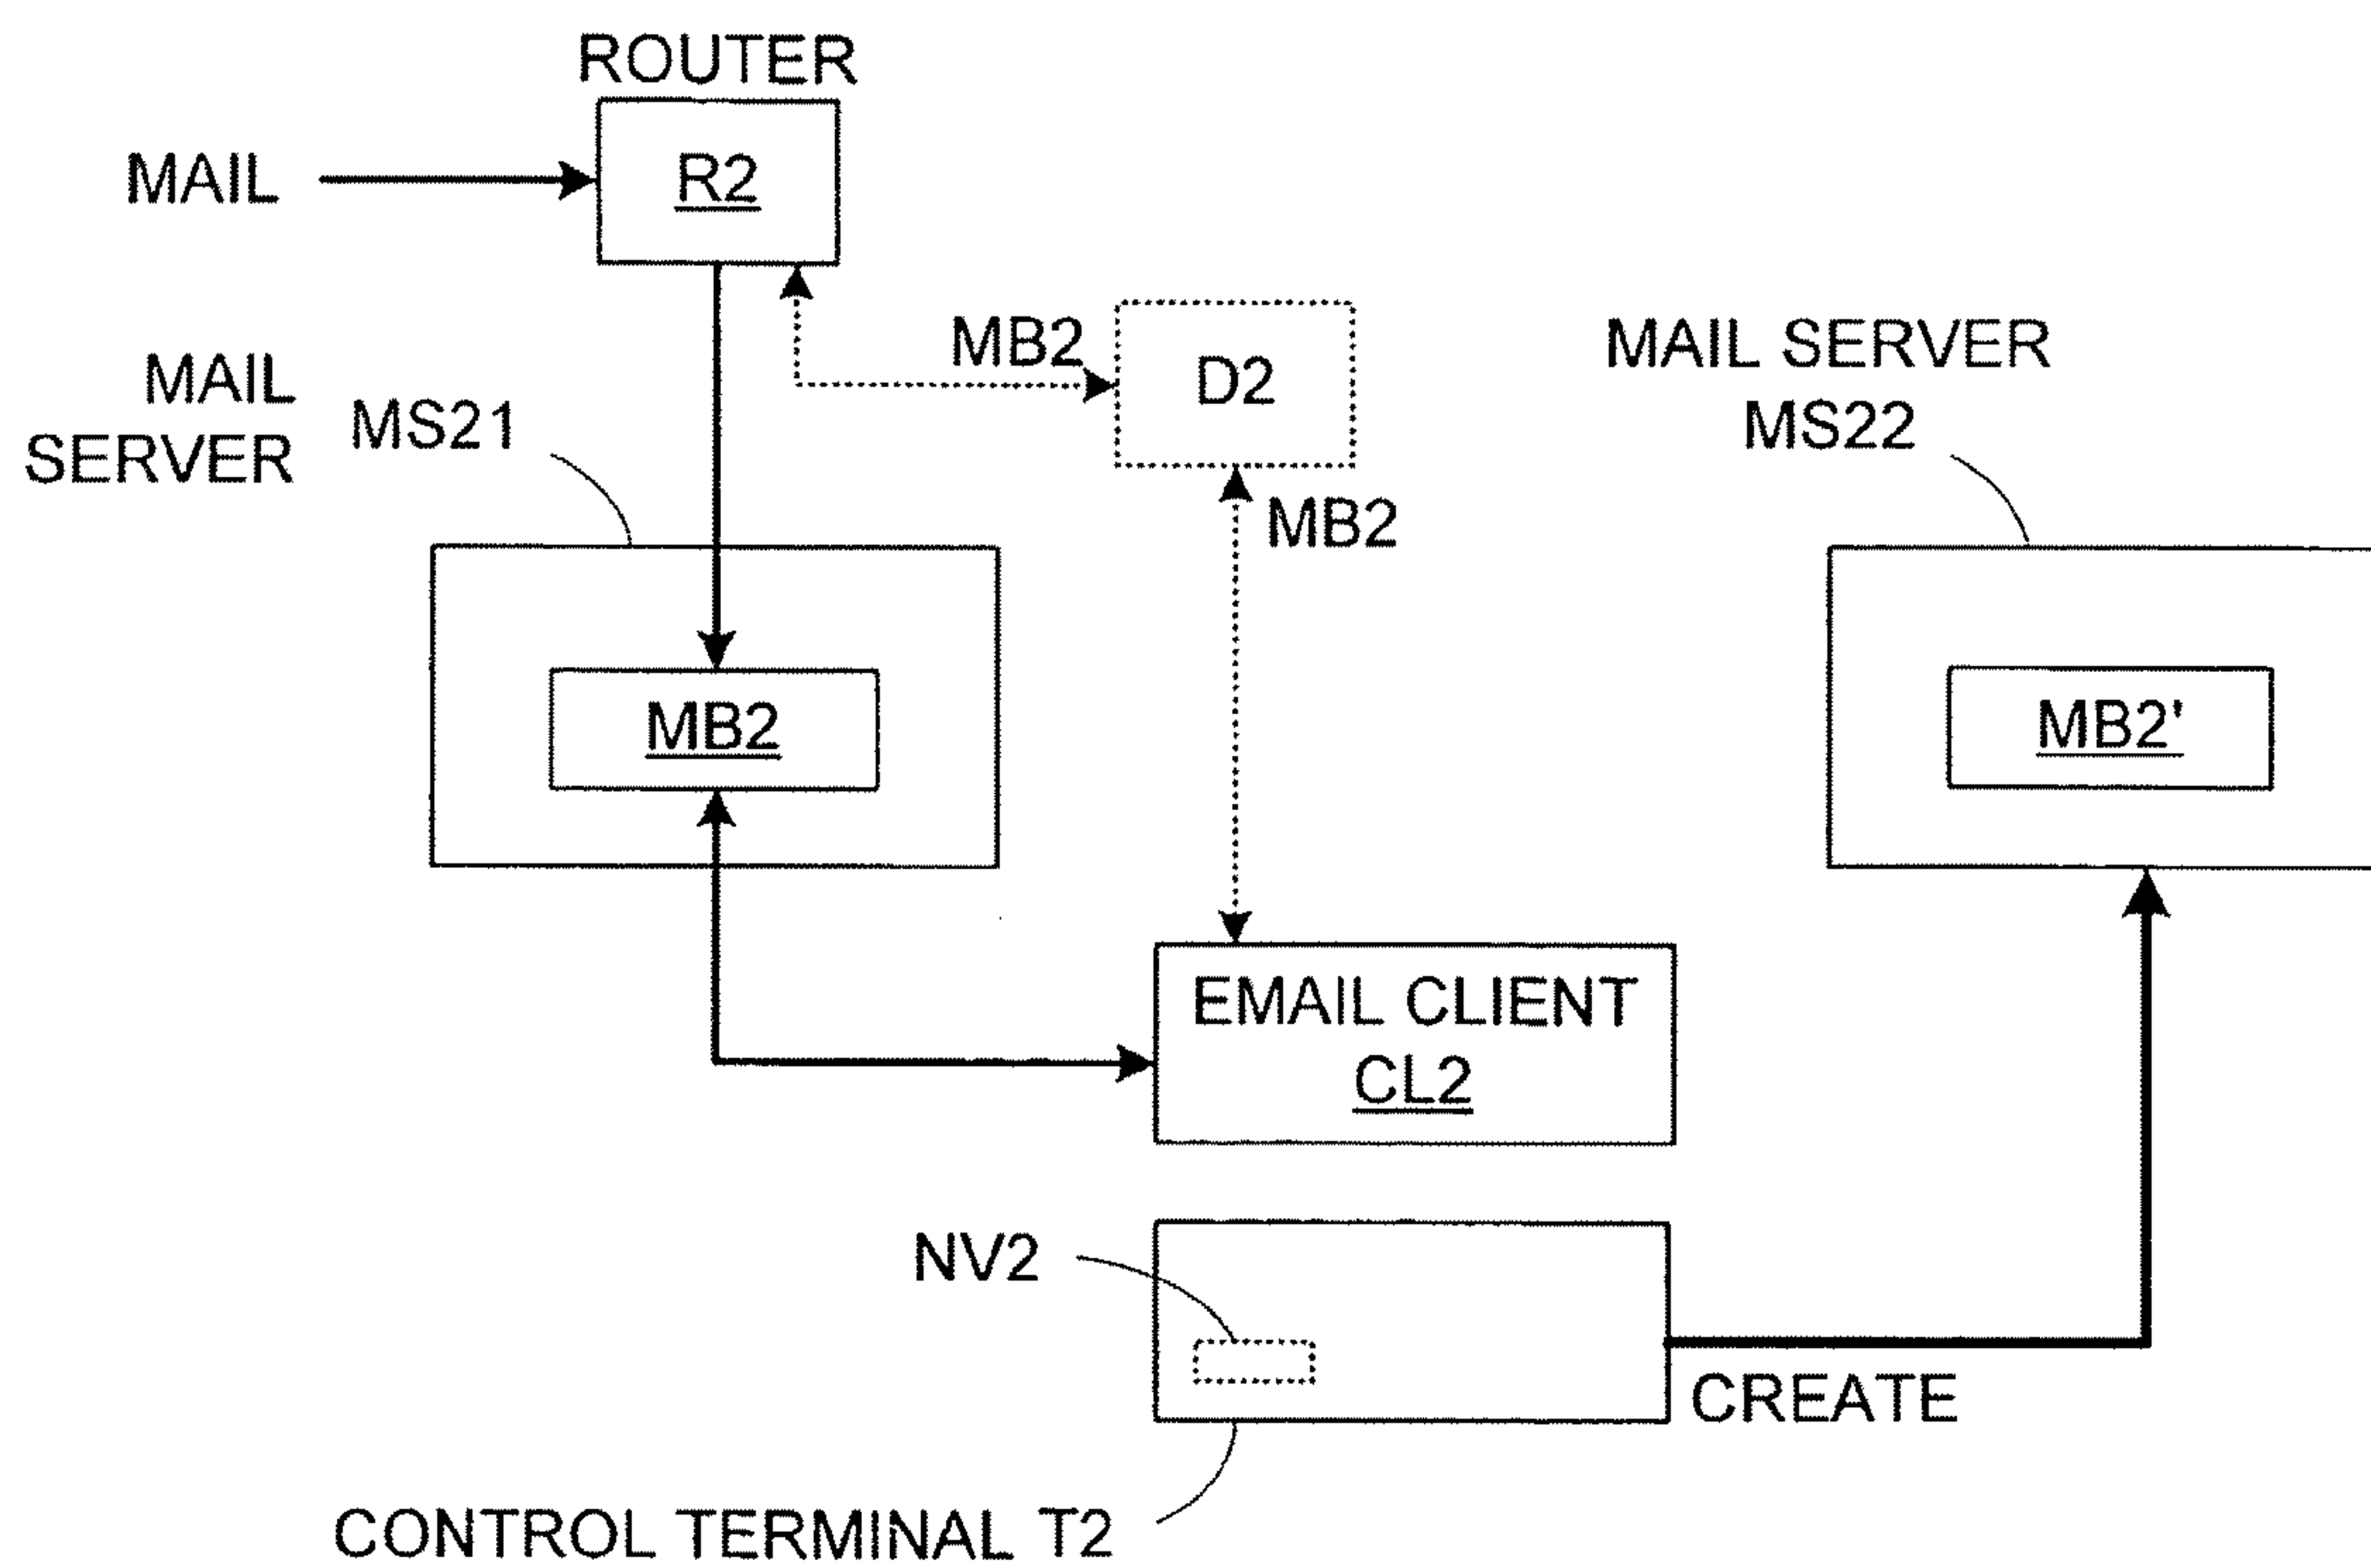 ROUTER
MAIL
R2
MB2
D2
MAIL SERVER
MS22
MAIL
SERVER
MS21
MB2
MB2
MB2'
EMAIL CLIENT
CL2
NV2
CREATE
CONTROL TERMINAL T2